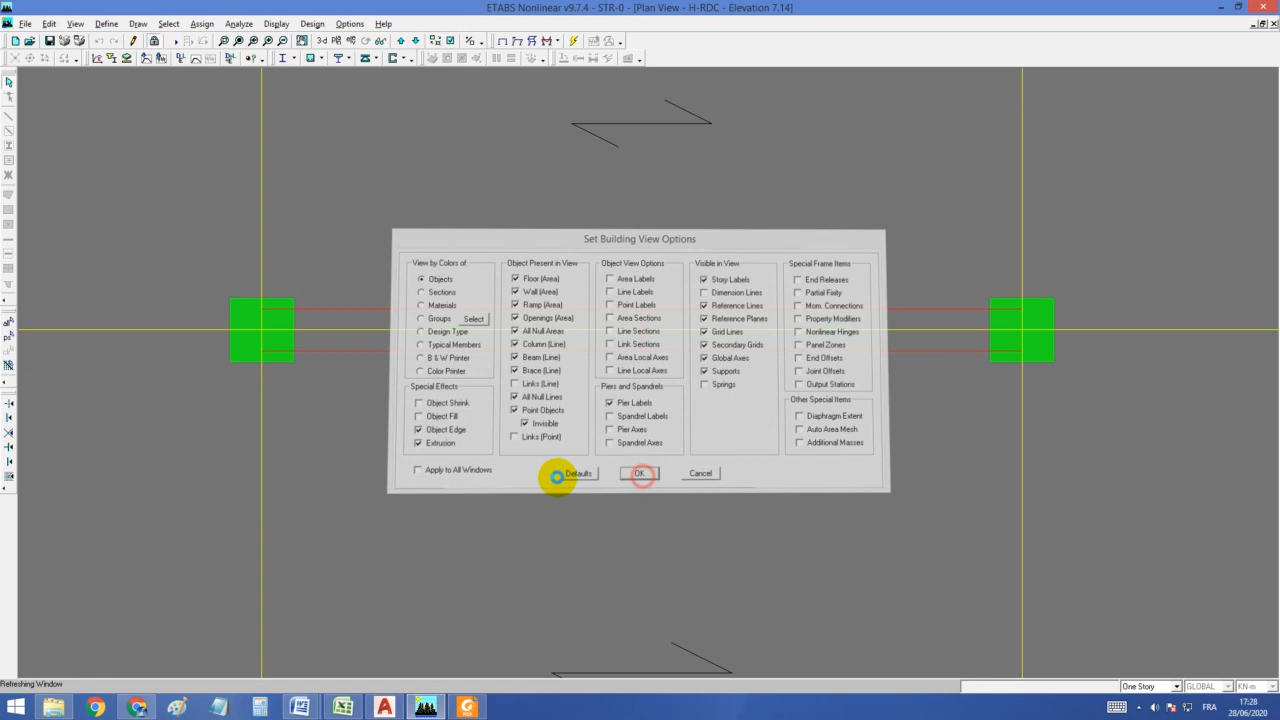 ETABS Nonlinear v9.7.4 - STR-0 - [Plan View - H-RDC - Elevation 7.14]
File Edit View Define Draw Select Assign Analyze Display Design Options Help
3-d
Set Building View Options
View by Colors of:
Objects
Sections
Materials
Groups Select
Design Type
Typical Members
B & W Printer
Color Printer
Special Effects
Object Shrink
Object Fill
Object Edge
Extrusion
Object Present in View
Floor (Area)
Wall (Area)
Ramp (Area)
Openings (Area)
All Null Areas
Column (Line)
Beam (Line)
Brace (Line)
Links (Line)
All Null Lines
Point Objects
Invisible
Links (Point)
Object View Options
Area Labels
Line Labels
Point Labels
Area Sections
Line Sections
Link Sections
Area Local Axes
Line Local Axes
Piers and Spandrels
Pier Labels
Spandrel Labels
Pier Axes
Spandrel Axes
Visible in View
Story Labels
Dimension Lines
Reference Lines
Reference Planes
Grid Lines
Secondary Grids
Global Axes
Supports
Springs
Special Frame Items
End Releases
Partial Fixity
Mom. Connections
Property Modifiers
Nonlinear Hinges
Panel Zones
End Offsets
Joint Offsets
Output Stations
Other Special Items
Diaphragm Extent
Auto Area Mesh
Additional Masses
Apply to All Windows
Defaults OK Cancel
all
ps
Refreshing Window
One Story GLOBAL KN-m
FRA
17:28
28/06/2020